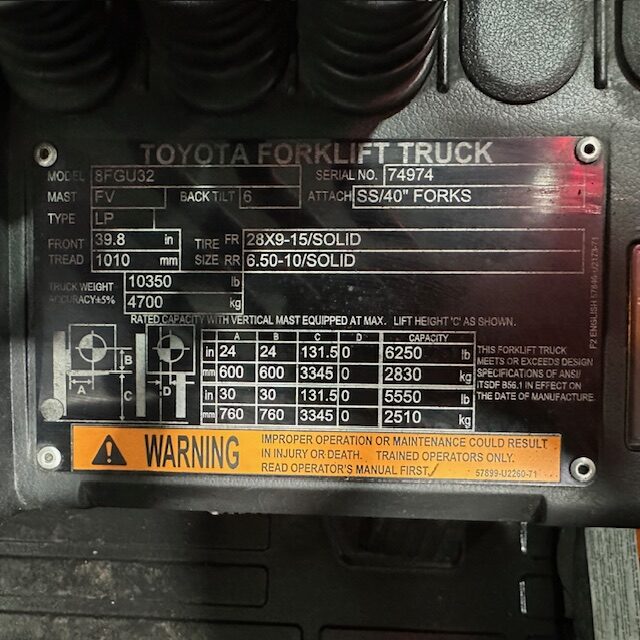 TOYOTA FORKLIFT TRUCK
MODEL 8FGU32 SERIAL NO. 74974
MAST FV BACK TILT 6 ATTACH SS/40" FORKS
TYPE LP
FRONT TREAD 39.8 in TIRE SIZE FR 28X9-15/SOLID
1010 mm RR 6.50-10/SOLID
TRUCK WEIGHT 10350 lb
ACCURACY±5% 4700 kg
RATED CAPACITY WITH VERTICAL MAST EQUIPPED AT MAX. LIFT HEIGHT 'C' AS SHOWN.
A B C D CAPACITY
in 24 24 131.5 0 6250 lb
mm 600 600 3345 0 2830 kg
in 30 30 131.5 0 5550 lb
mm 760 760 3345 0 2510 kg
B
A
C
D
THIS FORKLIFT TRUCK
MEETS OR EXCEEDS DESIGN
SPECIFICATIONS OF ANSI/
ITSDF B56.1 IN EFFECT ON
THE DATE OF MANUFACTURE.
WARNING
IMPROPER OPERATION OR MAINTENANCE COULD RESULT
IN INJURY OR DEATH. TRAINED OPERATORS ONLY.
READ OPERATOR'S MANUAL FIRST.
57899-U2260-71
F2 ENGLISH